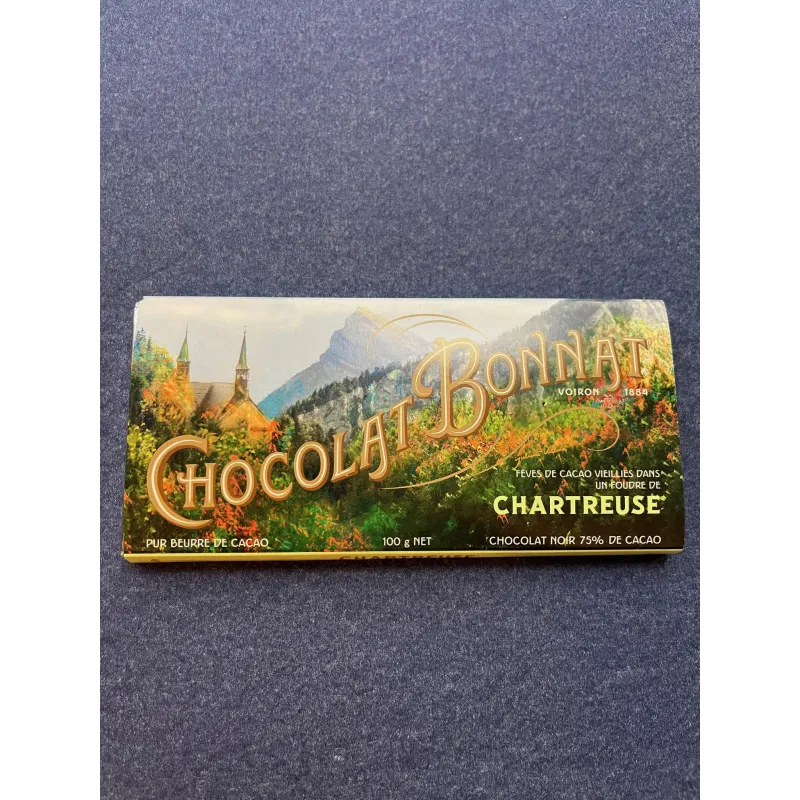 CHOCOLAT BONNAT
VOIRON 1884
FÈVES DE CACAO VIEILLIES DANS
UN FOUDRE DE
CHARTREUSE
PUR BEURRE DE CACAO
100 g NET
CHOCOLAT NOIR 75% DE CACAO
CHARTREUSE